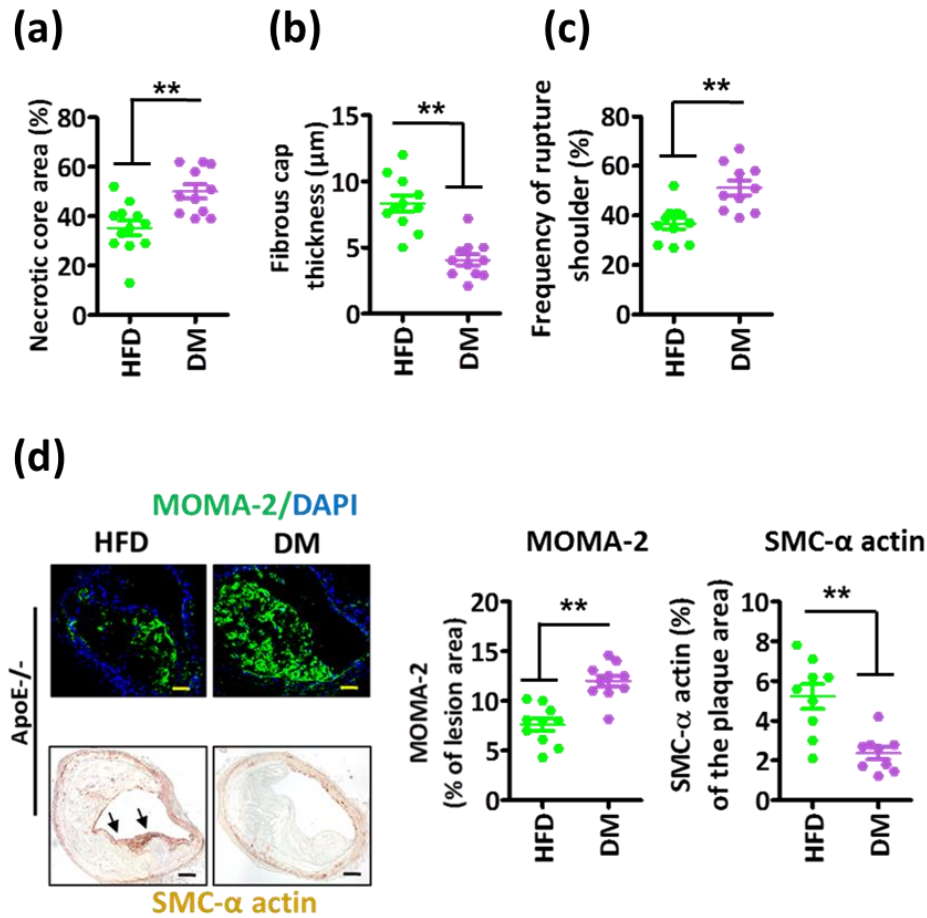 (a)
Necrotic core area (%)
80
60
40
20
0
**
HFD
DM
(b)
Fibrous cap
thickness (μm)
15
10
5
0
**
HFD
DM
(c)
Frequency of rupture
shoulder (%)
80
60
40
20
0
**
HFD
DM
(d)
MOMA-2/DAPI
HFD
DM
ApoE-/-
SMC-α actin
MOMA-2
MOMA-2
(% of lesion area)
20
15
10
5
0
**
HFD
DM
SMC-α actin
SMC-α actin (%)
of the plaque area)
10
8
6
4
2
0
**
HFD
DM